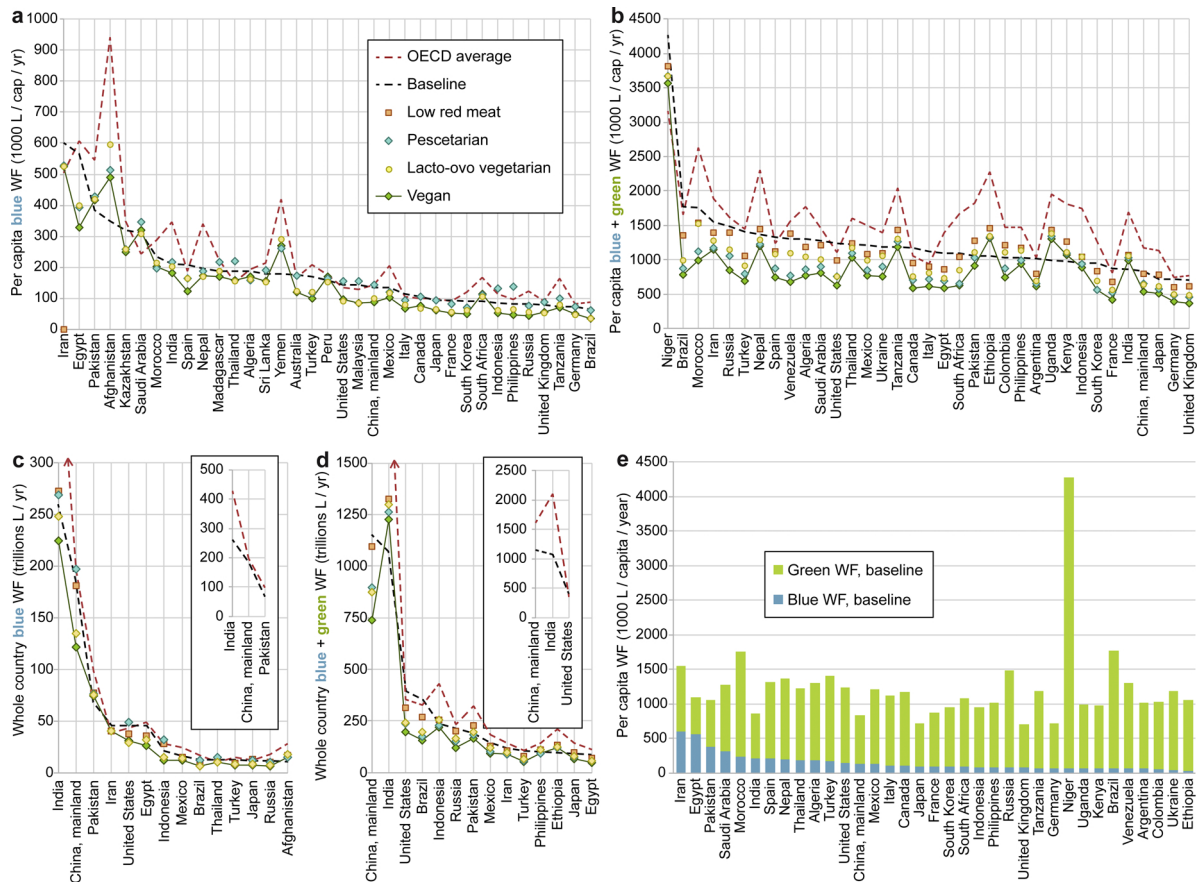 a
Per capita blue WF (1000 L / cap / yr)
1000
900
800
700
600
500
400
300
200
100
0
OECD average
Baseline
Low red meat
Pescetarian
Lacto-ovo vegetarian
Vegan
Iran
Egypt
Pakistan
Afghanistan
Kazakhstan
Saudi Arabia
Morocco
India
Spain
Nepal
Madagascar
Thailand
Algeria
Sri Lanka
Yemen
Australia
Turkey
Peru
United States
Malaysia
China, mainland
Mexico
Italy
Canada
Japan
France
South Korea
South Africa
Indonesia
Philippines
Russia
United Kingdom
Tanzania
Germany
Brazil
b
Per capita blue + green WF (1000 L / cap / yr)
4500
4000
3500
3000
2500
2000
1500
1000
500
0
Niger
Brazil
Morocco
Iran
Russia
Turkey
Nepal
Spain
Venezuela
Algeria
Saudi Arabia
United States
Thailand
Mexico
Ukraine
Tanzania
Canada
Italy
Egypt
South Africa
Pakistan
Ethiopia
Colombia
Philippines
Argentina
Uganda
Kenya
Indonesia
South Korea
France
India
China, mainland
Japan
Germany
United Kingdom
c
Whole country blue WF (trillions L / yr)
300
250
200
150
100
50
0
India
China, mainland
Pakistan
Iran
United States
Egypt
Indonesia
Mexico
Brazil
Thailand
Turkey
Japan
Russia
Afghanistan
500
400
300
200
100
0
India
China, mainland
Pakistan
d
Whole country blue + green WF (trillions L / yr)
1500
1250
1000
750
500
250
0
China, mainland
India
United States
Brazil
Indonesia
Russia
Pakistan
Mexico
Iran
Turkey
Philippines
Ethiopia
Japan
Egypt
2500
2000
1500
1000
500
0
China, mainland
India
United States
e
Per capita WF (1000 L / capita / year)
4500
4000
3500
3000
2500
2000
1500
1000
500
0
Green WF, baseline
Blue WF, baseline
Iran
Egypt
Pakistan
Saudi Arabia
Morocco
India
Spain
Nepal
Thailand
Algeria
Turkey
United States
China, mainland
Mexico
Italy
Canada
Japan
France
South Korea
South Africa
Indonesia
Philippines
Russia
United Kingdom
Tanzania
Germany
Niger
Uganda
Kenya
Brazil
Venezuela
Argentina
Colombia
Ukraine
Ethiopia